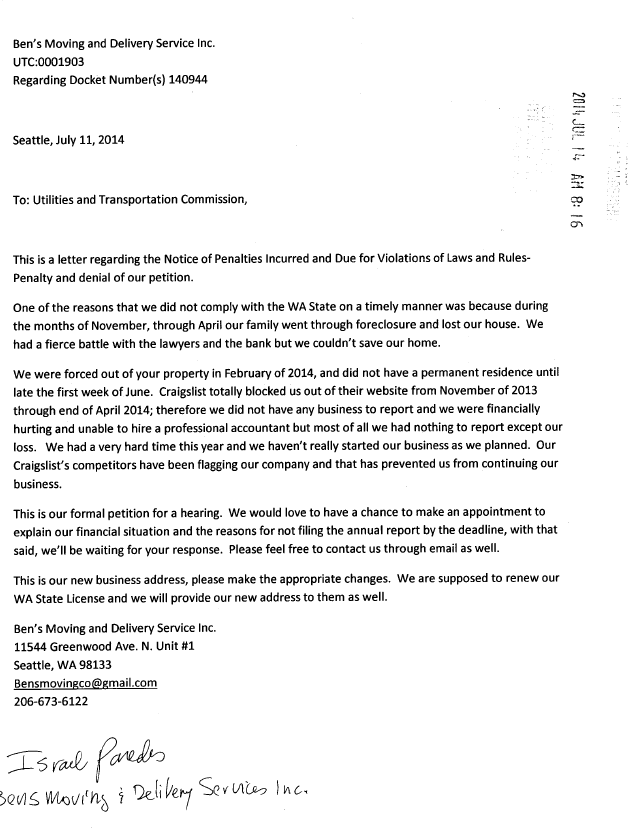 Ben's Moving and Delivery Service Inc.
UTC:0001903
Regarding Docket Number(s) 140944
2014 JUL 14 AM 8:16
Seattle, July 11, 2014
To: Utilities and Transportation Commission,
This is a letter regarding the Notice of Penalties Incurred and Due for Violations of Laws and Rules-
Penalty and denial of our petition.
One of the reasons that we did not comply with the WA State on a timely manner was because during
the months of November, through April our family went through foreclosure and lost our house. We
had a fierce battle with the lawyers and the bank but we couldn't save our home.
We were forced out of your property in February of 2014, and did not have a permanent residence until
late the first week of June. Craigslist totally blocked us out of their website from November of 2013
through end of April 2014; therefore we did not have any business to report and we were financially
hurting and unable to hire a professional accountant but most of all we had nothing to report except our
loss. We had a very hard time this year and we haven't really started our business as we planned. Our
Craigslist's competitors have been flagging our company and that has prevented us from continuing our
business.
This is our formal petition for a hearing. We would love to have a chance to make an appointment to
explain our financial situation and the reasons for not filing the annual report by the deadline, with that
said, we'll be waiting for your response. Please feel free to contact us through email as well.
This is our new business address, please make the appropriate changes. We are supposed to renew our
WA State License and we will provide our new address to them as well.
Ben's Moving and Delivery Service Inc.
11544 Greenwood Ave. N. Unit #1
Seattle, WA 98133
Bensmovingco@gmail.com
206-673-6122
Israel Paredes
Bens Moving & Delivery Services Inc.